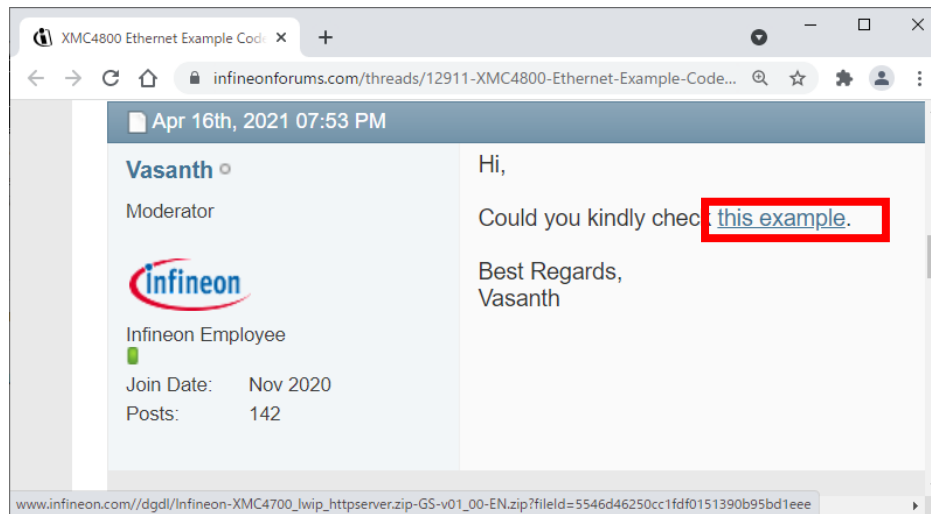 XMC4800 Ethernet Example Code
infineonforums.com/threads/12911-XMC4800-Ethernet-Example-Code...
Apr 16th, 2021 07:53 PM
Vasanth
Moderator
infineon
Infineon Employee
Join Date: Nov 2020
Posts: 142
Hi,
Could you kindly check this example.
Best Regards,
Vasanth
www.infineon.com//dgdl/Infineon-XMC4700_lwip_httpserver.zip-GS-v01_00-EN.zip?fileId=5546d46250cc1fdf0151390b95bd1eee